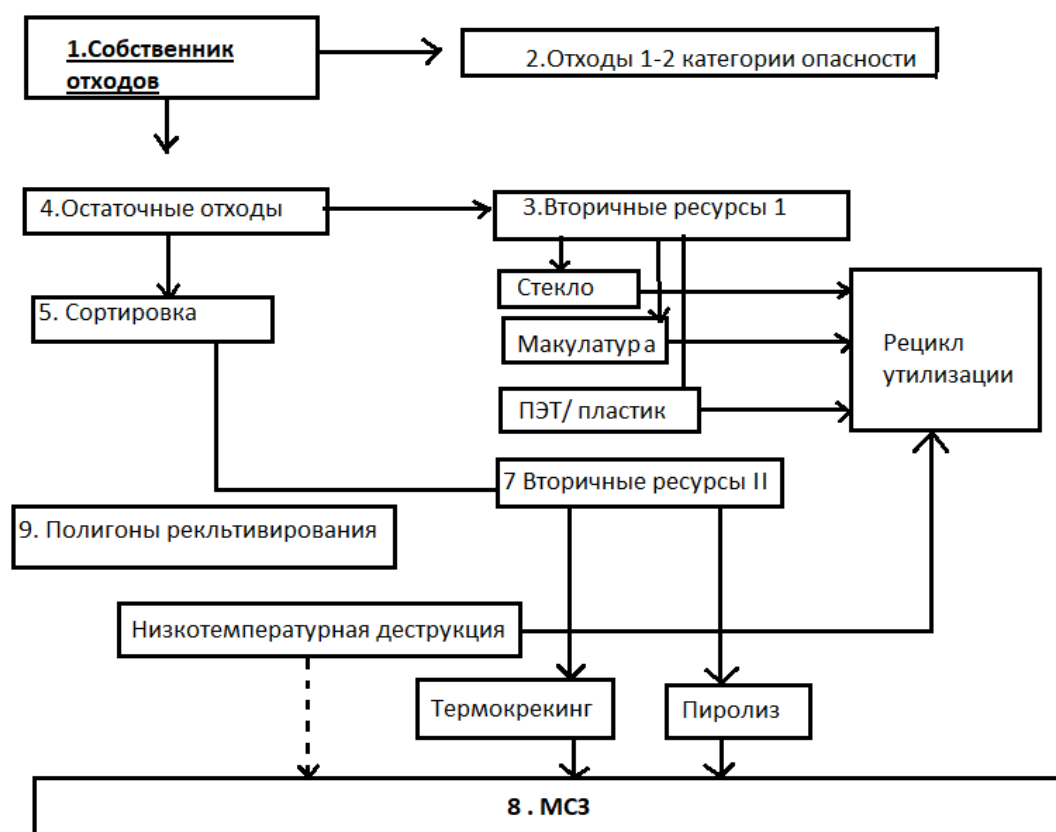 1.Собственник
отходов
2.Отходы 1-2 категории опасности
4.Остаточные отходы
3.Вторичные ресурсы 1
Стекло
5. Сортировка
Макулатура
Рецикл
утилизации
ПЭТ/ пластик
7 Вторичные ресурсы II
9. Полигоны рекльтивирования
Низкотемпературная деструкция
Термокрекинг
Пиролиз
8 . МСЗ